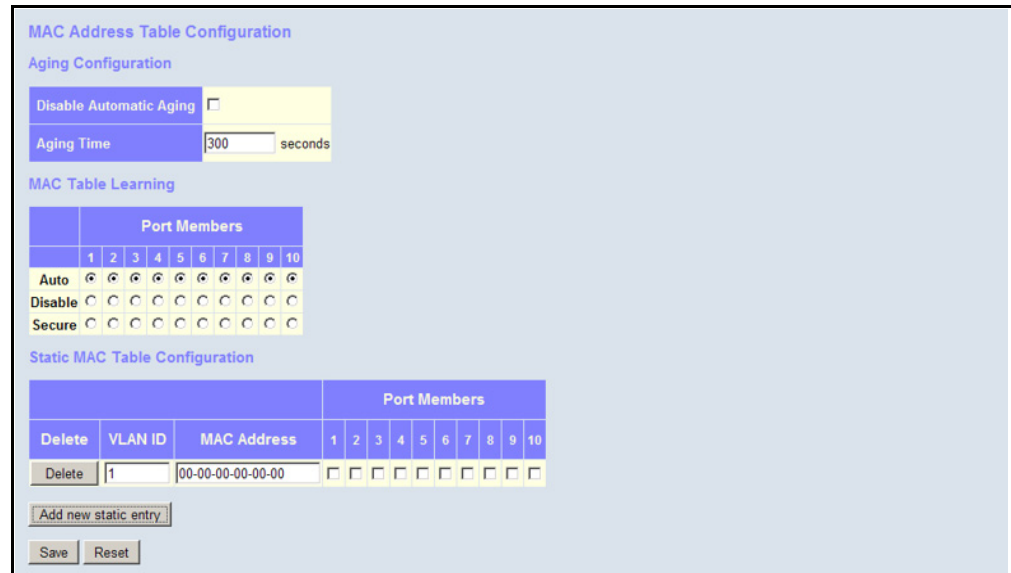 MAC Address Table Configuration
Aging Configuration
Disable Automatic Aging
Aging Time 300 seconds
MAC Table Learning
Port Members
1 2 3 4 5 6 7 8 9 10
Auto
Disable
Secure
Static MAC Table Configuration
Port Members
Delete VLAN ID MAC Address 1 2 3 4 5 6 7 8 9 10
Delete 1 00-00-00-00-00-00
Add new static entry
Save Reset